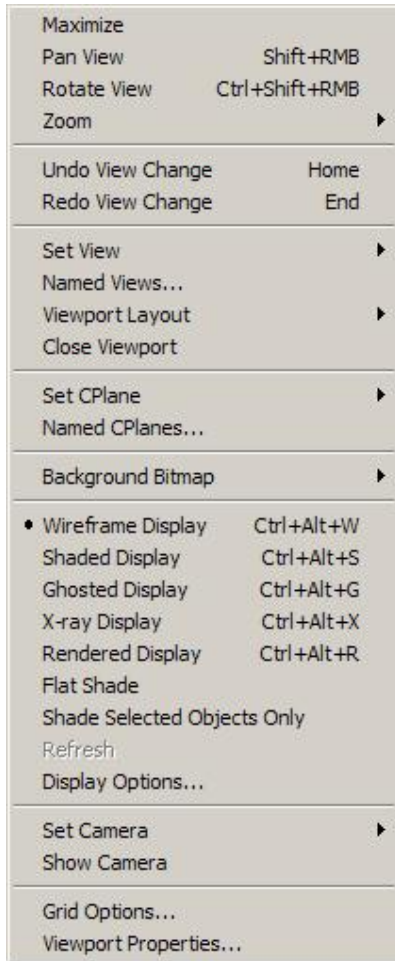 Maximize
Pan View Shift+RMB
Rotate View Ctrl+Shift+RMB
Zoom
Undo View Change Home
Redo View Change End
Set View
Named Views...
Viewport Layout
Close Viewport
Set CPlane
Named CPlanes...
Background Bitmap
Wireframe Display Ctrl+Alt+W
Shaded Display Ctrl+Alt+S
Ghosted Display Ctrl+Alt+G
X-ray Display Ctrl+Alt+X
Rendered Display Ctrl+Alt+R
Flat Shade
Shade Selected Objects Only
Refresh
Display Options...
Set Camera
Show Camera
Grid Options...
Viewport Properties...